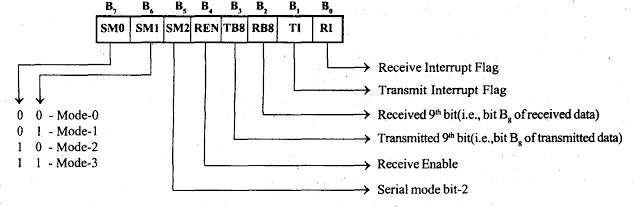 B7 B6 B5 B4 B3 B2 B1 B0
SM0 SM1 SM2 REN TB8 RB8 TI RI
Receive Interrupt Flag
Transmit Interrupt Flag
Received 9th bit(i.e., bit B8 of received data)
Transmitted 9th bit(i.e.,bit B8 of transmitted data)
Receive Enable
Serial mode bit-2
0 0 - Mode-0
0 1 - Mode-1
1 0 - Mode-2
1 1 - Mode-3